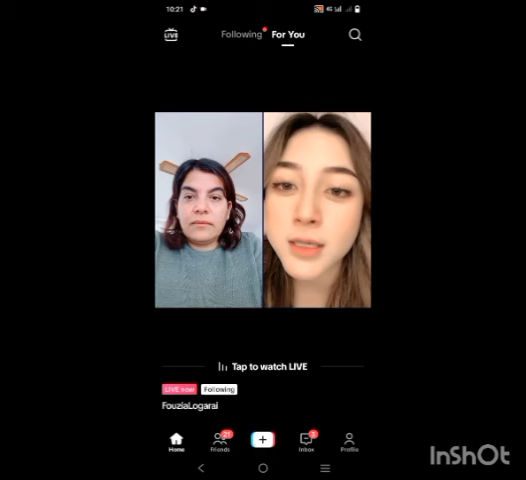 10:21
4G
LIVE
Following For You
Tap to watch LIVE
LIVE now Following
FouziaLogarai
21
3
Home Friends Inbox Profile
InShOt